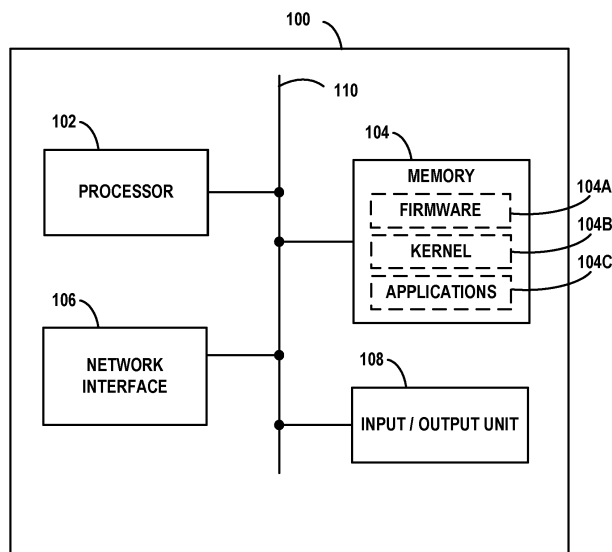 100
110
102
PROCESSOR
104
MEMORY
FIRMWARE
KERNEL
APPLICATIONS
104A
104B
104C
106
NETWORK
INTERFACE
108
INPUT / OUTPUT UNIT